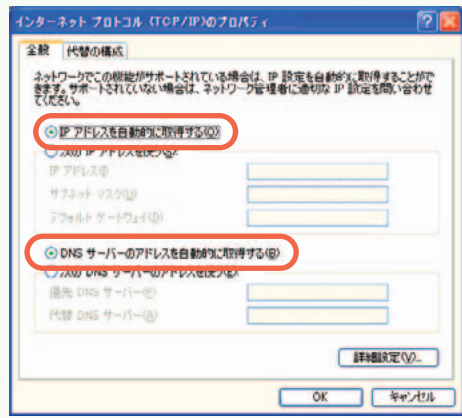 インターネット プロトコル (TCP/IP)のプロパティ
全般 代替の構成
ネットワークでこの機能がサポートされている場合は、IP 設定を自動的に取得することがで
きます。サポートされていない場合は、ネットワーク管理者に適切な IP 設定を問い合わせ
てください。
IP アドレスを自動的に取得する(O)
次の IP アドレスを使う(S):
IP アドレス(I):
サブネット マスク(U):
デフォルト ゲートウェイ(D):
DNS サーバーのアドレスを自動的に取得する(B)
次の DNS サーバーのアドレスを使う(E):
優先 DNS サーバー(P):
代替 DNS サーバー(A):
詳細設定(V)...
OK キャンセル